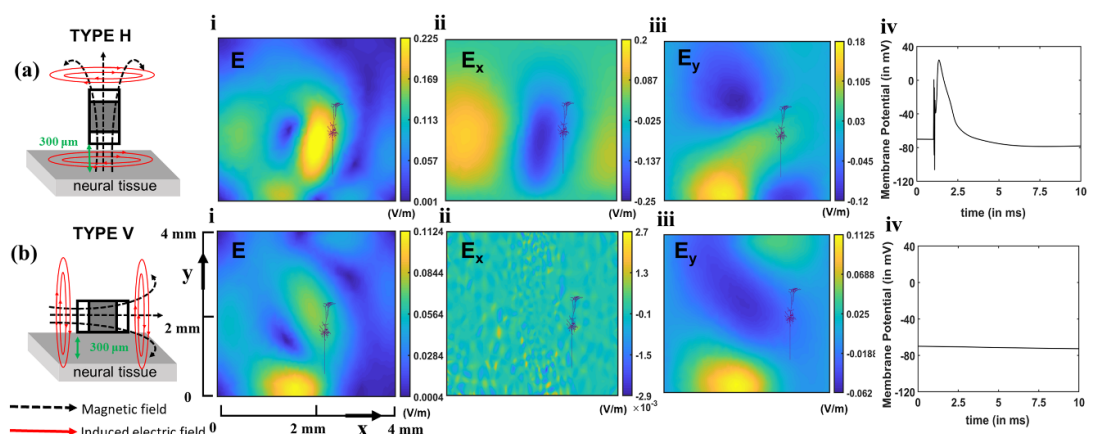 TYPE H
(a)
300 µm
neural tissue
i
E
0.225
0.169
0.113
0.057
0.001
(V/m)
ii
Ex
0.2
0.087
-0.025
-0.137
-0.25
(V/m)
iii
Ey
0.18
0.105
0.03
-0.045
-0.12
(V/m)
iv
Membrane Potential (in mV)
40
0
-40
-80
-120
0
2.5
5
7.5
10
time (in ms)
TYPE V
(b)
300 µm
neural tissue
Magnetic field
Induced electric field
4 mm
y
2 mm
0
0
2 mm
x
4 mm
i
E
0.1124
0.0844
0.0564
0.0284
0.0004
(V/m)
ii
Ex
2.7
1.3
-1.5
-2.9
(V/m) × 10⁻³
iii
Ey
0.1125
0.0688
0.025
-0.062
(V/m)
iv
Membrane Potential (in mV)
40
0
-40
-80
-120
0
2.5
5
7.5
10
time (in ms)